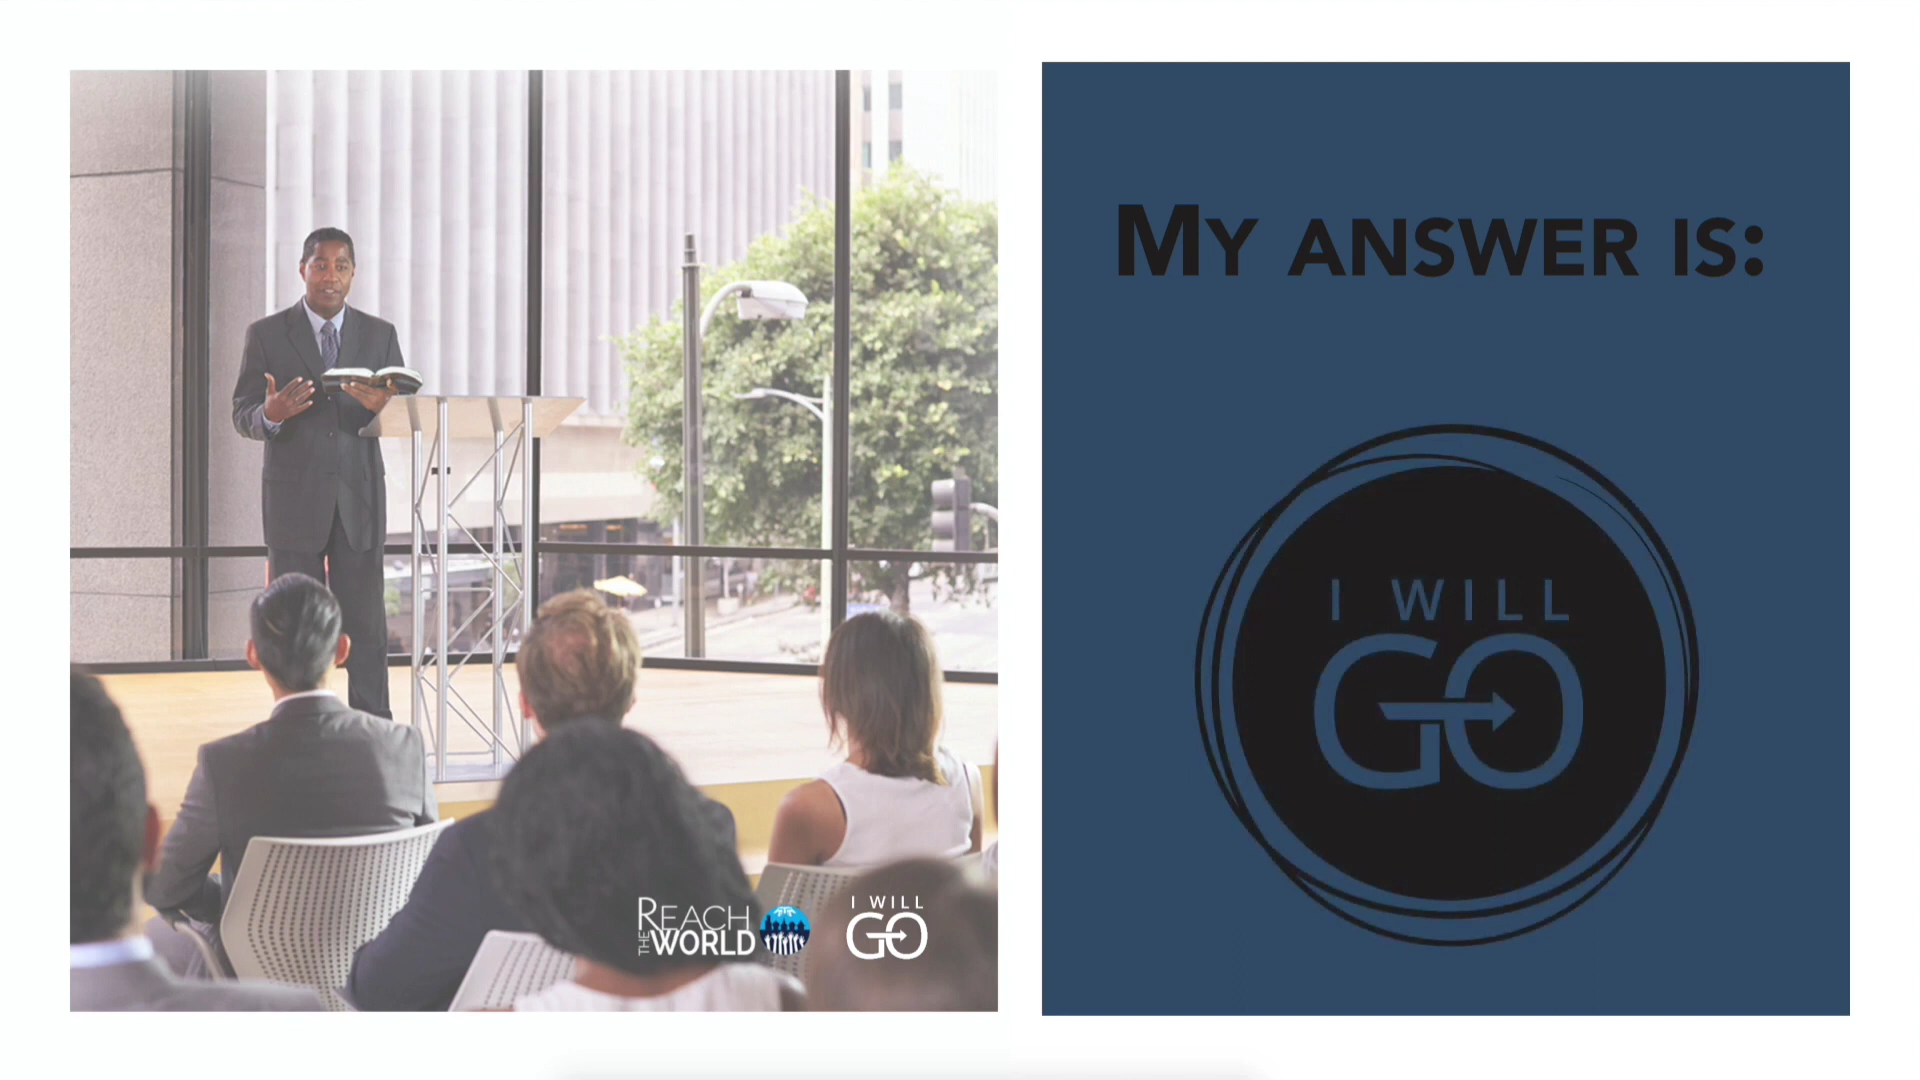 REACH
THE WORLD
I WILL
GO
MY ANSWER IS:
I WILL
GO